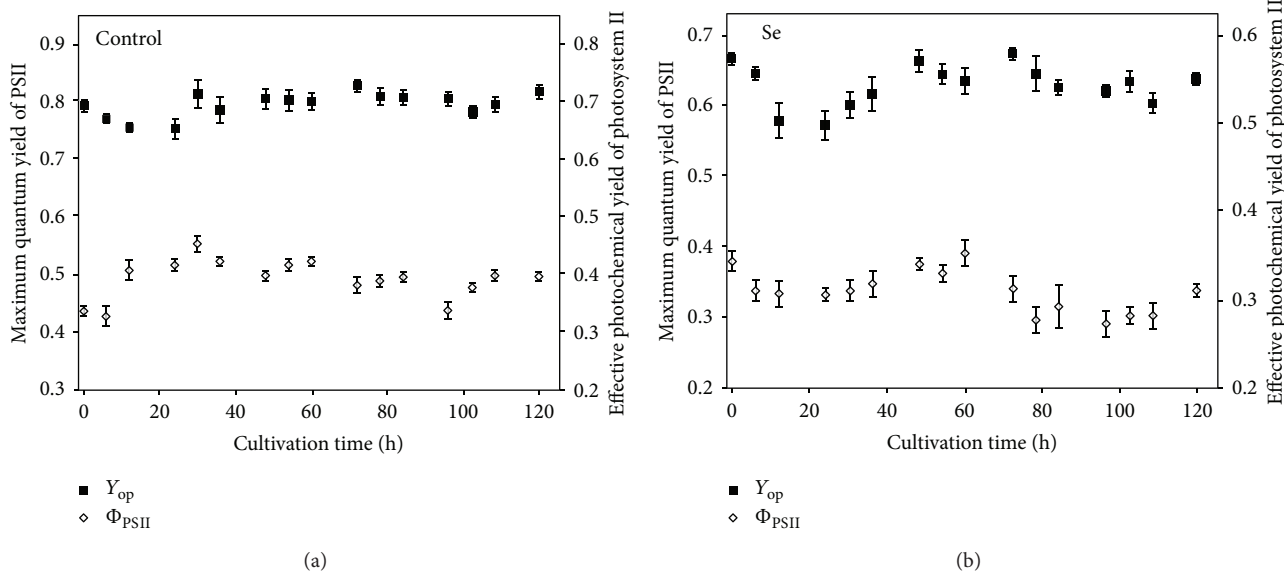 Control
Maximum quantum yield of PSII
0.9
0.8
0.7
0.6
0.5
0.4
0.3
0.8
0.7
0.6
0.5
0.4
0.3
0.2
Effective photochemical yield of photosystem II
0 20 40 60 80 100 120
Cultivation time (h)
Yop
ΦPSII
(a)
Se
Maximum quantum yield of PSII
0.7
0.6
0.5
0.4
0.3
0.2
0.6
0.5
0.4
0.3
0.2
Effective photochemical yield of photosystem II
0 20 40 60 80 100 120
Cultivation time (h)
Yop
ΦPSII
(b)